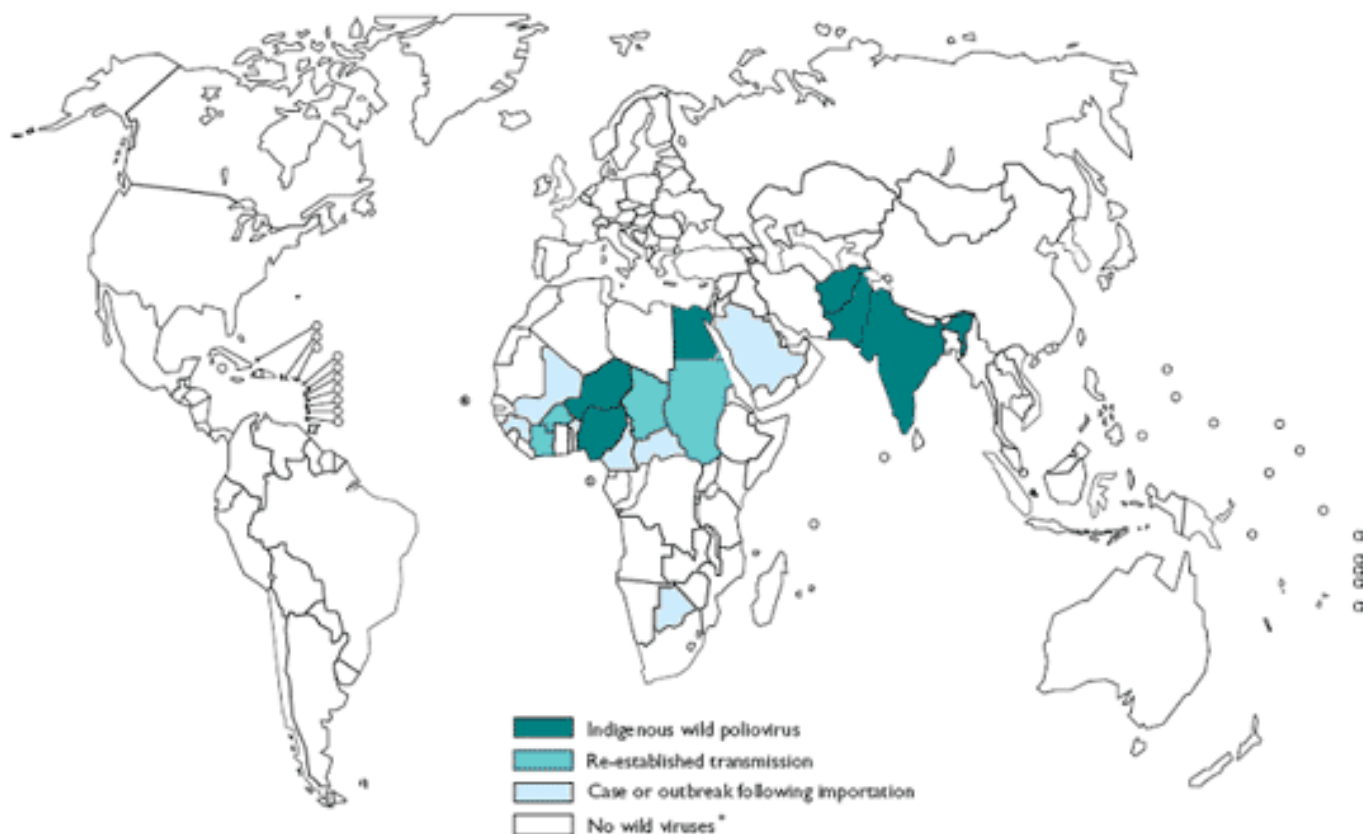 Indigenous wild poliovirus
Re-established transmission
Case or outbreak following importation
No wild viruses*